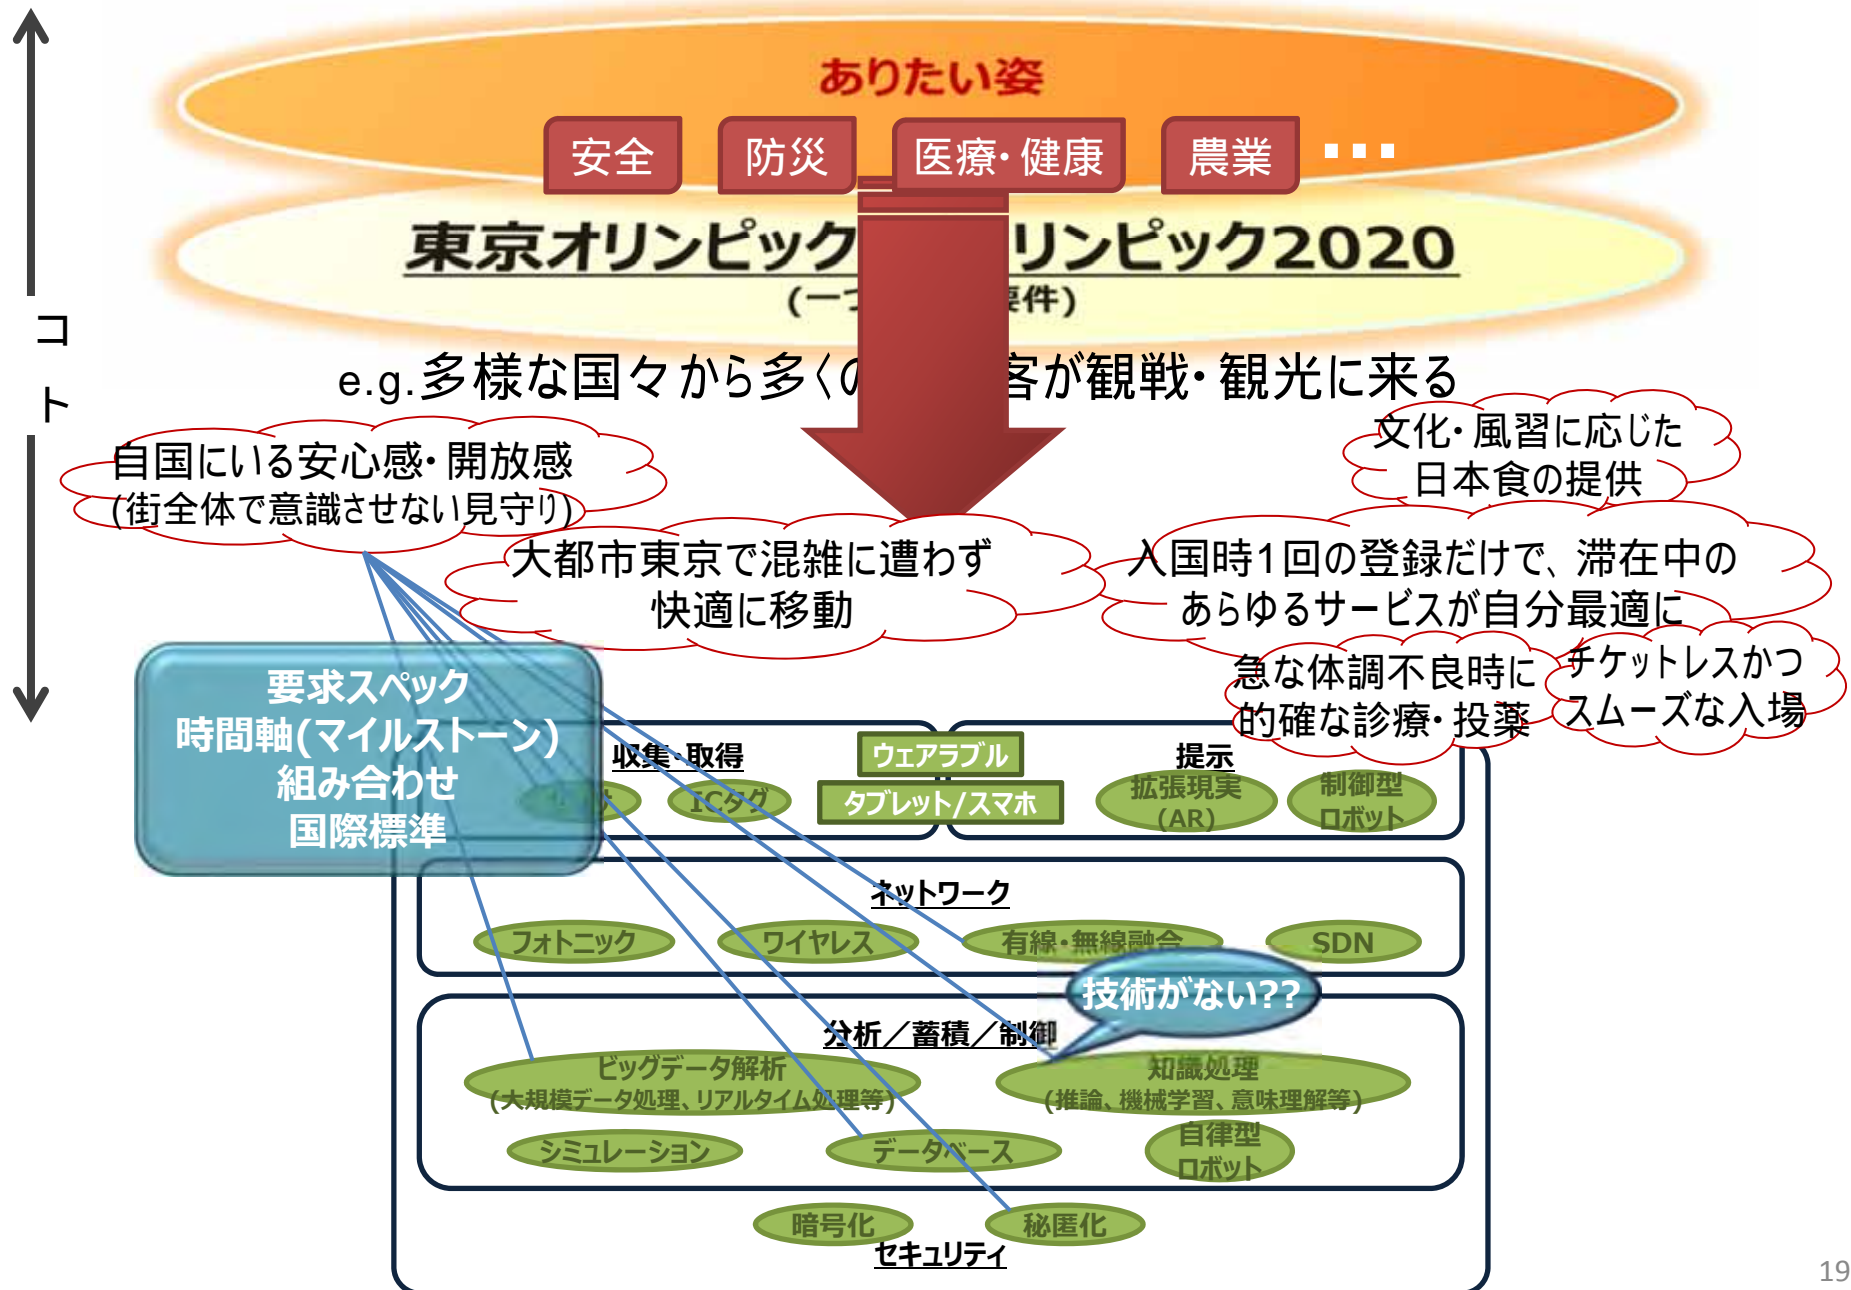 ありたい姿
安全
防災
医療・健康
農業
…
東京オリンピック リンピック2020
(一つ 要件)
コト
e.g.多様な国々から多くの 客が観戦・観光に来る
自国にいる安心感・開放感
(街全体で意識させない見守り)
文化・風習に応じた
日本食の提供
大都市東京で混雑に遭わず
快適に移動
入国時1回の登録だけで、滞在中の
あらゆるサービスが自分最適に
急な体調不良時に
的確な診療・投薬
チケットレスかつ
スムーズな入場
要求スペック
時間軸(マイルストーン)
組み合わせ
国際標準
収集・取得
ICタグ
ウェアラブル
タブレット/スマホ
提示
拡張現実
(AR)
制御型
ロボット
ネットワーク
フォトニック
ワイヤレス
有線・無線融合
SDN
技術がない??
分析／蓄積／制御
ビッグデータ解析
(大規模データ処理、リアルタイム処理等)
知識処理
(推論、機械学習、意味理解等)
シミュレーション
データベース
自律型
ロボット
暗号化
秘匿化
セキュリティ
19